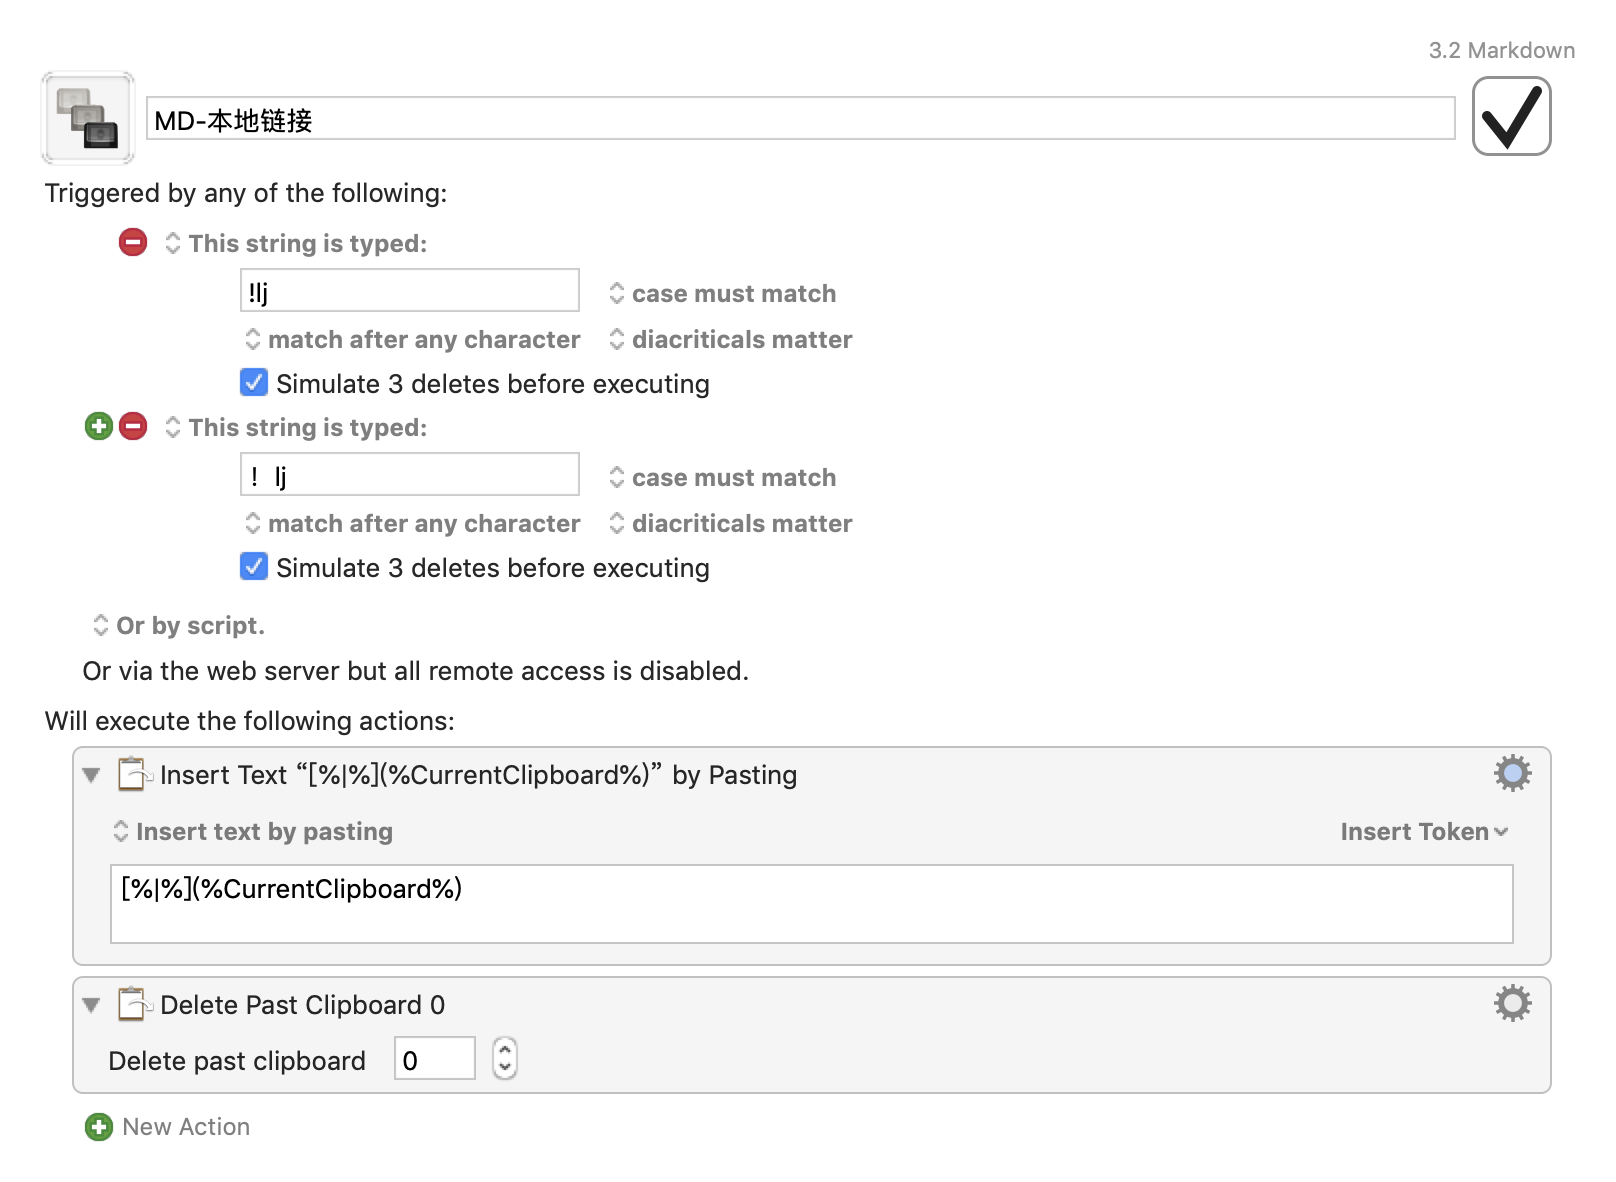 3.2 Markdown
MD-本地链接
Triggered by any of the following:
This string is typed:
!lj
case must match
match after any character
diacriticals matter
Simulate 3 deletes before executing
This string is typed:
！lj
case must match
match after any character
diacriticals matter
Simulate 3 deletes before executing
Or by script.
Or via the web server but all remote access is disabled.
Will execute the following actions:
Insert Text “[%|%](%CurrentClipboard%)” by Pasting
Insert text by pasting
Insert Token
[%|%](%CurrentClipboard%)
Delete Past Clipboard 0
Delete past clipboard 0
New Action